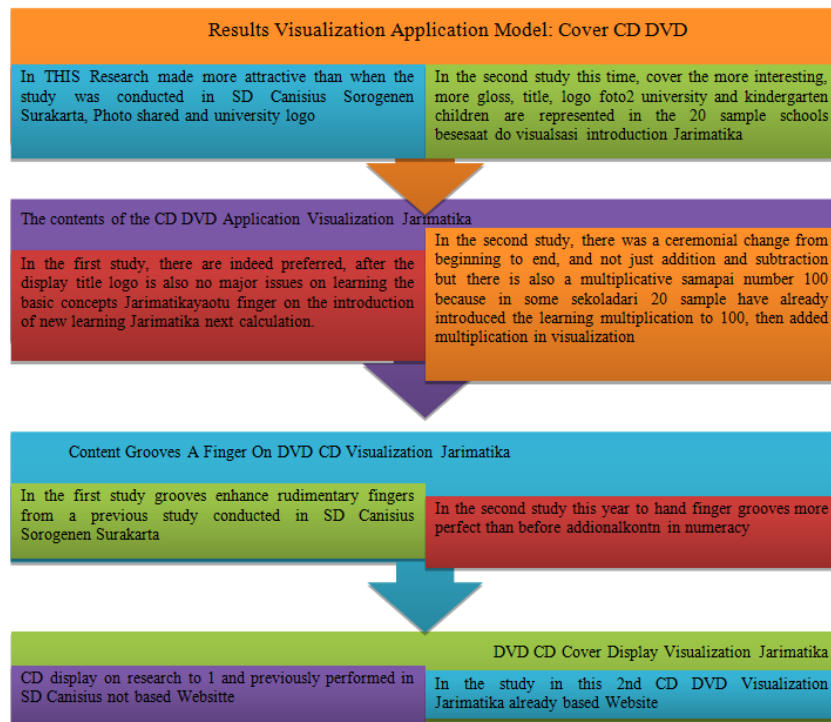 Results Visualization Application Model: Cover CD DVD
In THIS Research made more attractive than when the
study was conducted in SD Canisius Sorogenen
Surakarta, Photo shared and university logo
In the second study this time, cover the more interesting,
more gloss, title, logo foto2 university and kindergarten
children are represented in the 20 sample schools
besesaat do visualsasi introduction Jarimatika
The contents of the CD DVD Application Visualization Jarimatika
In the first study, there are indeed preferred, after the
display title logo is also no major issues on learning the
basic concepts Jarimatikayaotu finger on the introduction
of new learning Jarimatika next calculation.
In the second study, there was a ceremonial change from
beginning to end, and not just addition and subtraction
but there is also a multiplicative samapai number 100
because in some sekoladari 20 sample have already
introduced the learning multiplication to 100, then added
multiplication in visualization
Content Grooves A Finger On DVD CD Visualization Jarimatika
In the first study grooves enhance rudimentary fingers
from a previous study conducted in SD Canisius
Sorogenen Surakarta
In the second study this year to hand finger grooves more
perfect than before addionalkontn in numeracy
DVD CD Cover Display Visualization Jarimatika
CD display on research to 1 and previously performed in
SD Canisius not based Websitte
In the study in this 2nd CD DVD Visualization
Jarimatika already based Website